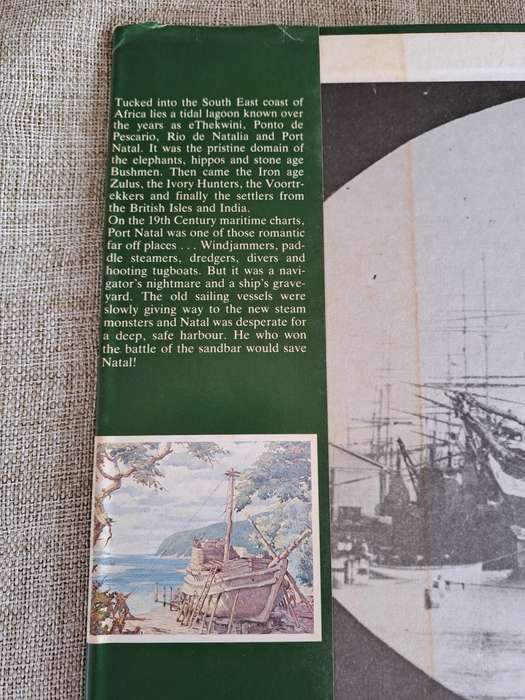 Tucked into the South East coast of
Africa lies a tidal lagoon known over
the years as eThekwini, Ponto de
Pescario, Rio de Natalia and Port
Natal. It was the pristine domain of
the elephants, hippos and stone age
Bushmen. Then came the Iron age
Zulus, the Ivory Hunters, the Voortr-
ekkers and finally the settlers from
the British Isles and India.
On the 19th Century maritime charts,
Port Natal was one of those romantic
far off places . . . Windjammers, pad-
dle steamers, dredgers, divers and
hooting tugboats. But it was a navi-
gator's nightmare and a ship's grave-
yard. The old sailing vessels were
slowly giving way to the new steam
monsters and Natal was desperate for
a deep, safe harbour. He who won
the battle of the sandbar would save
Natal!